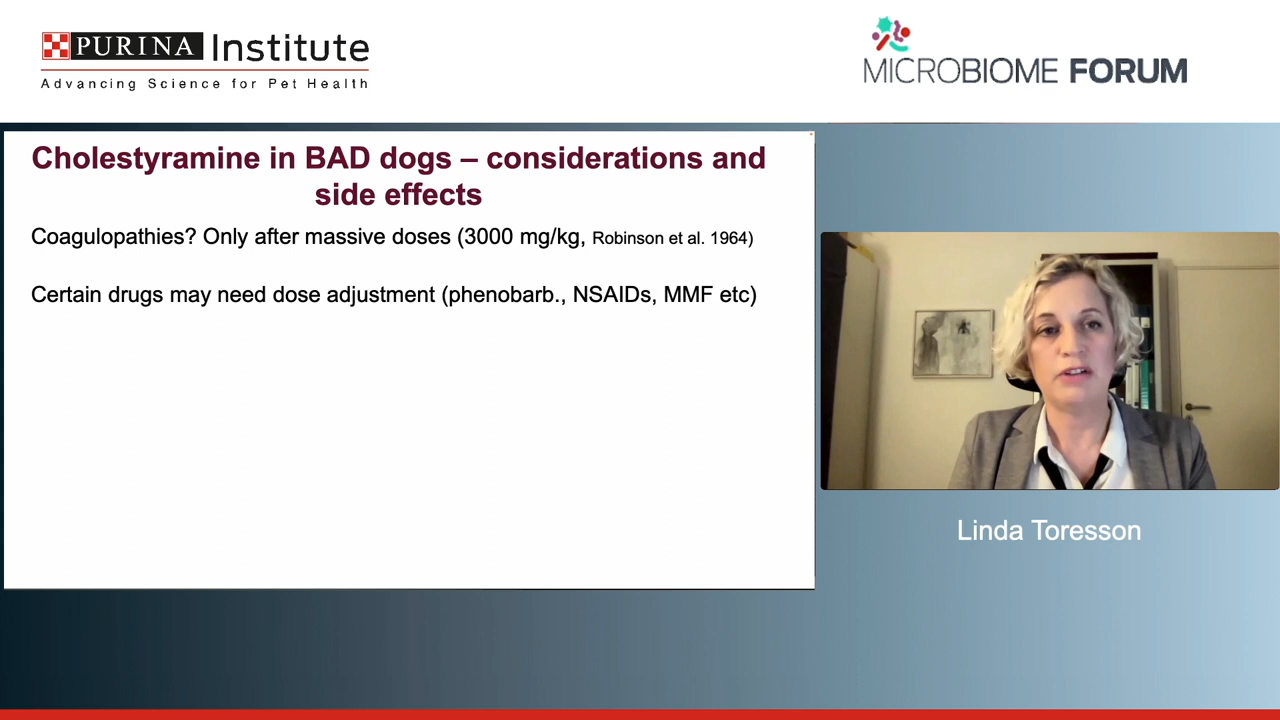 PURINA Institute
Advancing Science for Pet Health
MICROBIOME FORUM
Cholestyramine in BAD dogs – considerations and
side effects
Coagulopathies? Only after massive doses (3000 mg/kg, Robinson et al. 1964)
Certain drugs may need dose adjustment (phenobarb., NSAIDs, MMF etc)
Linda Toresson